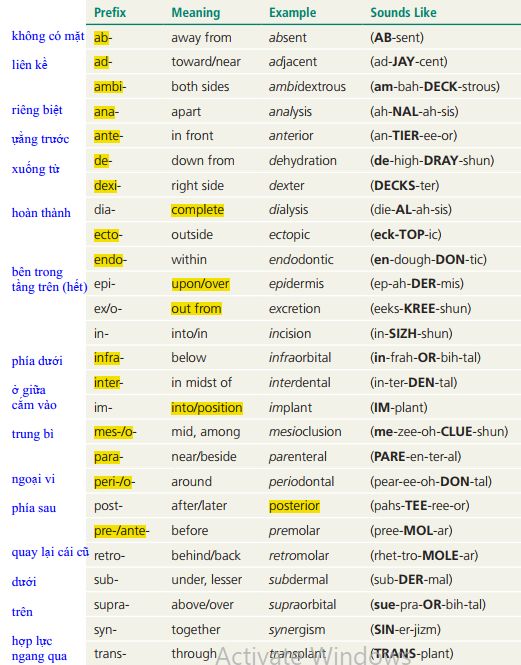 Prefix Meaning Example Sounds Like
không có mặt ab- away from absent (AB-sent)
liên kề ad- toward/near adjacent (ad-JAY-cent)
ambi- both sides ambidextrous (am-bah-DECK-strous)
riêng biệt ana- apart analysis (ah-NAL-ah-sis)
ẳng trước ante- in front anterior (an-TIER-ee-or)
xuống từ de- down from dehydration (de-high-DRAY-shun)
dexi- right side dexter (DECKS-ter)
hoàn thành dia- complete dialysis (die-AL-ah-sis)
ecto- outside ectopic (eck-TOP-ic)
endo- within endodontic (en-dough-DON-tic)
bên trong
tầng trên (hết) epi- upon/over epidermis (ep-ah-DER-mis)
ex/o- out from excretion (eeks-KREE-shun)
in- into/in incision (in-SIZH-shun)
phía dưới infra- below infraorbital (in-frah-OR-bih-tal)
ở giữa inter- in midst of interdental (in-ter-DEN-tal)
cắm vào im- into/position implant (IM-plant)
trung bì mes-/o- mid, among mesioclusion (me-zee-oh-CLUE-shun)
para- near/beside parenteral (PARE-en-ter-al)
ngoại vi peri-/o- around periodontal (pear-ee-oh-DON-tal)
phía sau post- after/later posterior (pahs-TEE-ree-or)
pre-/ante- before premolar (pree-MOL-ar)
quay lại cái cũ retro- behind/back retromolar (rhet-tro-MOLE-ar)
dưới sub- under, lesser subdermal (sub-DER-mal)
trên supra- above/over supraorbital (sue-pra-OR-bih-tal)
hợp lực syn- together synergism (SIN-er-jizm)
ngang qua trans- through transplant (TRANS-plant)
Activate Windows